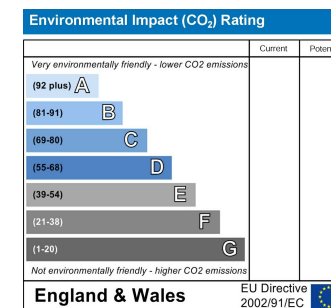 Environmental Impact (CO₂) Rating
Current
Very environmentally friendly - lower CO2 emissions
(92 plus) A
(81-91) B
(69-80) C
(55-68) D
(39-54) E
(21-38) F
(1-20) G
Not environmentally friendly - higher CO2 emissions
England & Wales
EU Directive
2002/91/EC